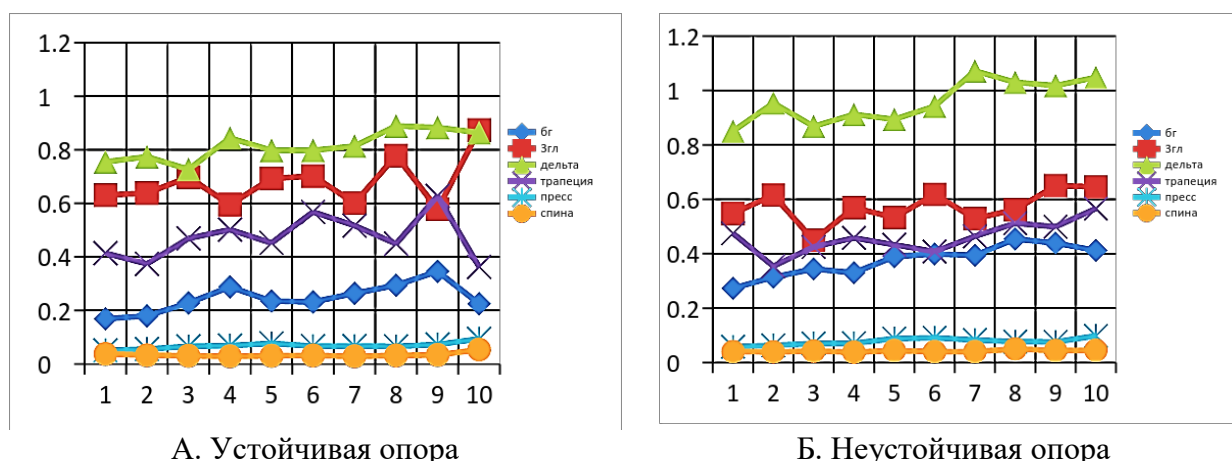 1.2
1
0.8
0.6
0.4
0.2
0
1 2 3 4 5 6 7 8 9 10
бг
3гл
дельта
трапеция
пресс
спина
А. Устойчивая опора
1.2
1
0.8
0.6
0.4
0.2
0
1 2 3 4 5 6 7 8 9 10
бг
3гл
дельта
трапеция
пресс
спина
Б. Неустойчивая опора